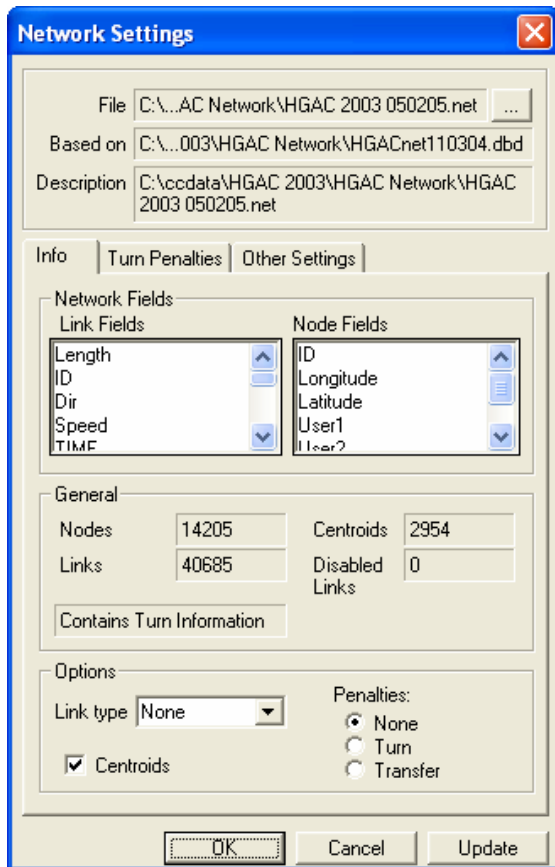 Network Settings
File C:\...AC Network\HGAC 2003 050205.net ...
Based on C:\...003\HGAC Network\HGACnet110304.dbd
Description C:\ccdata\HGAC 2003\HGAC Network\HGAC
2003 050205.net
Info Turn Penalties Other Settings
Network Fields
Link Fields Node Fields
Length ID
ID Longitude
Dir Latitude
Speed User1
TIME User2
General
Nodes 14205 Centroids 2954
Links 40685 Disabled 0
Links
Contains Turn Information
Options
Link type None Penalties:
None
Centroids Turn
Transfer
OK Cancel Update